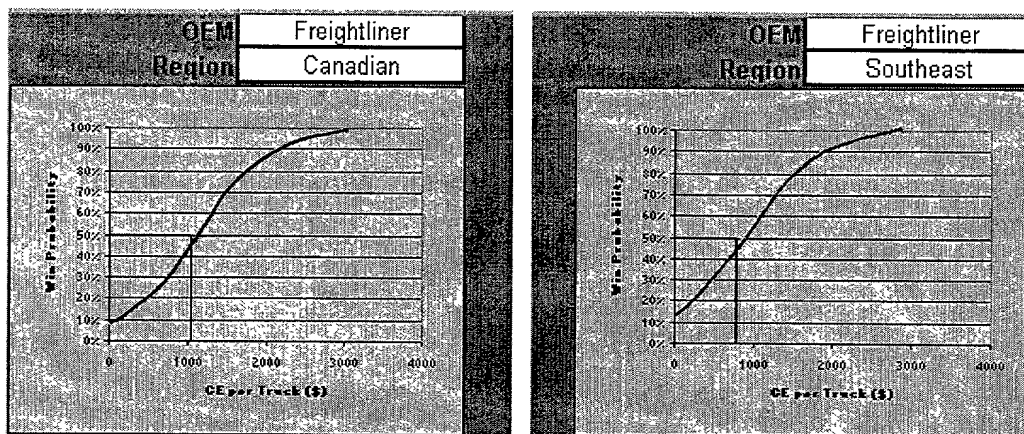 OEM Freightliner
Region Canadian
100%
90%
80%
70%
60%
50%
40%
30%
20%
10%
0%
Win Probability
0 1000 2000 3000 4000
CE per Truck ($)
OEM Freightliner
Region Southeast
100%
90%
80%
70%
60%
50%
40%
30%
20%
10%
0%
Win Probability
0 1000 2000 3000 4000
CE per Truck ($)